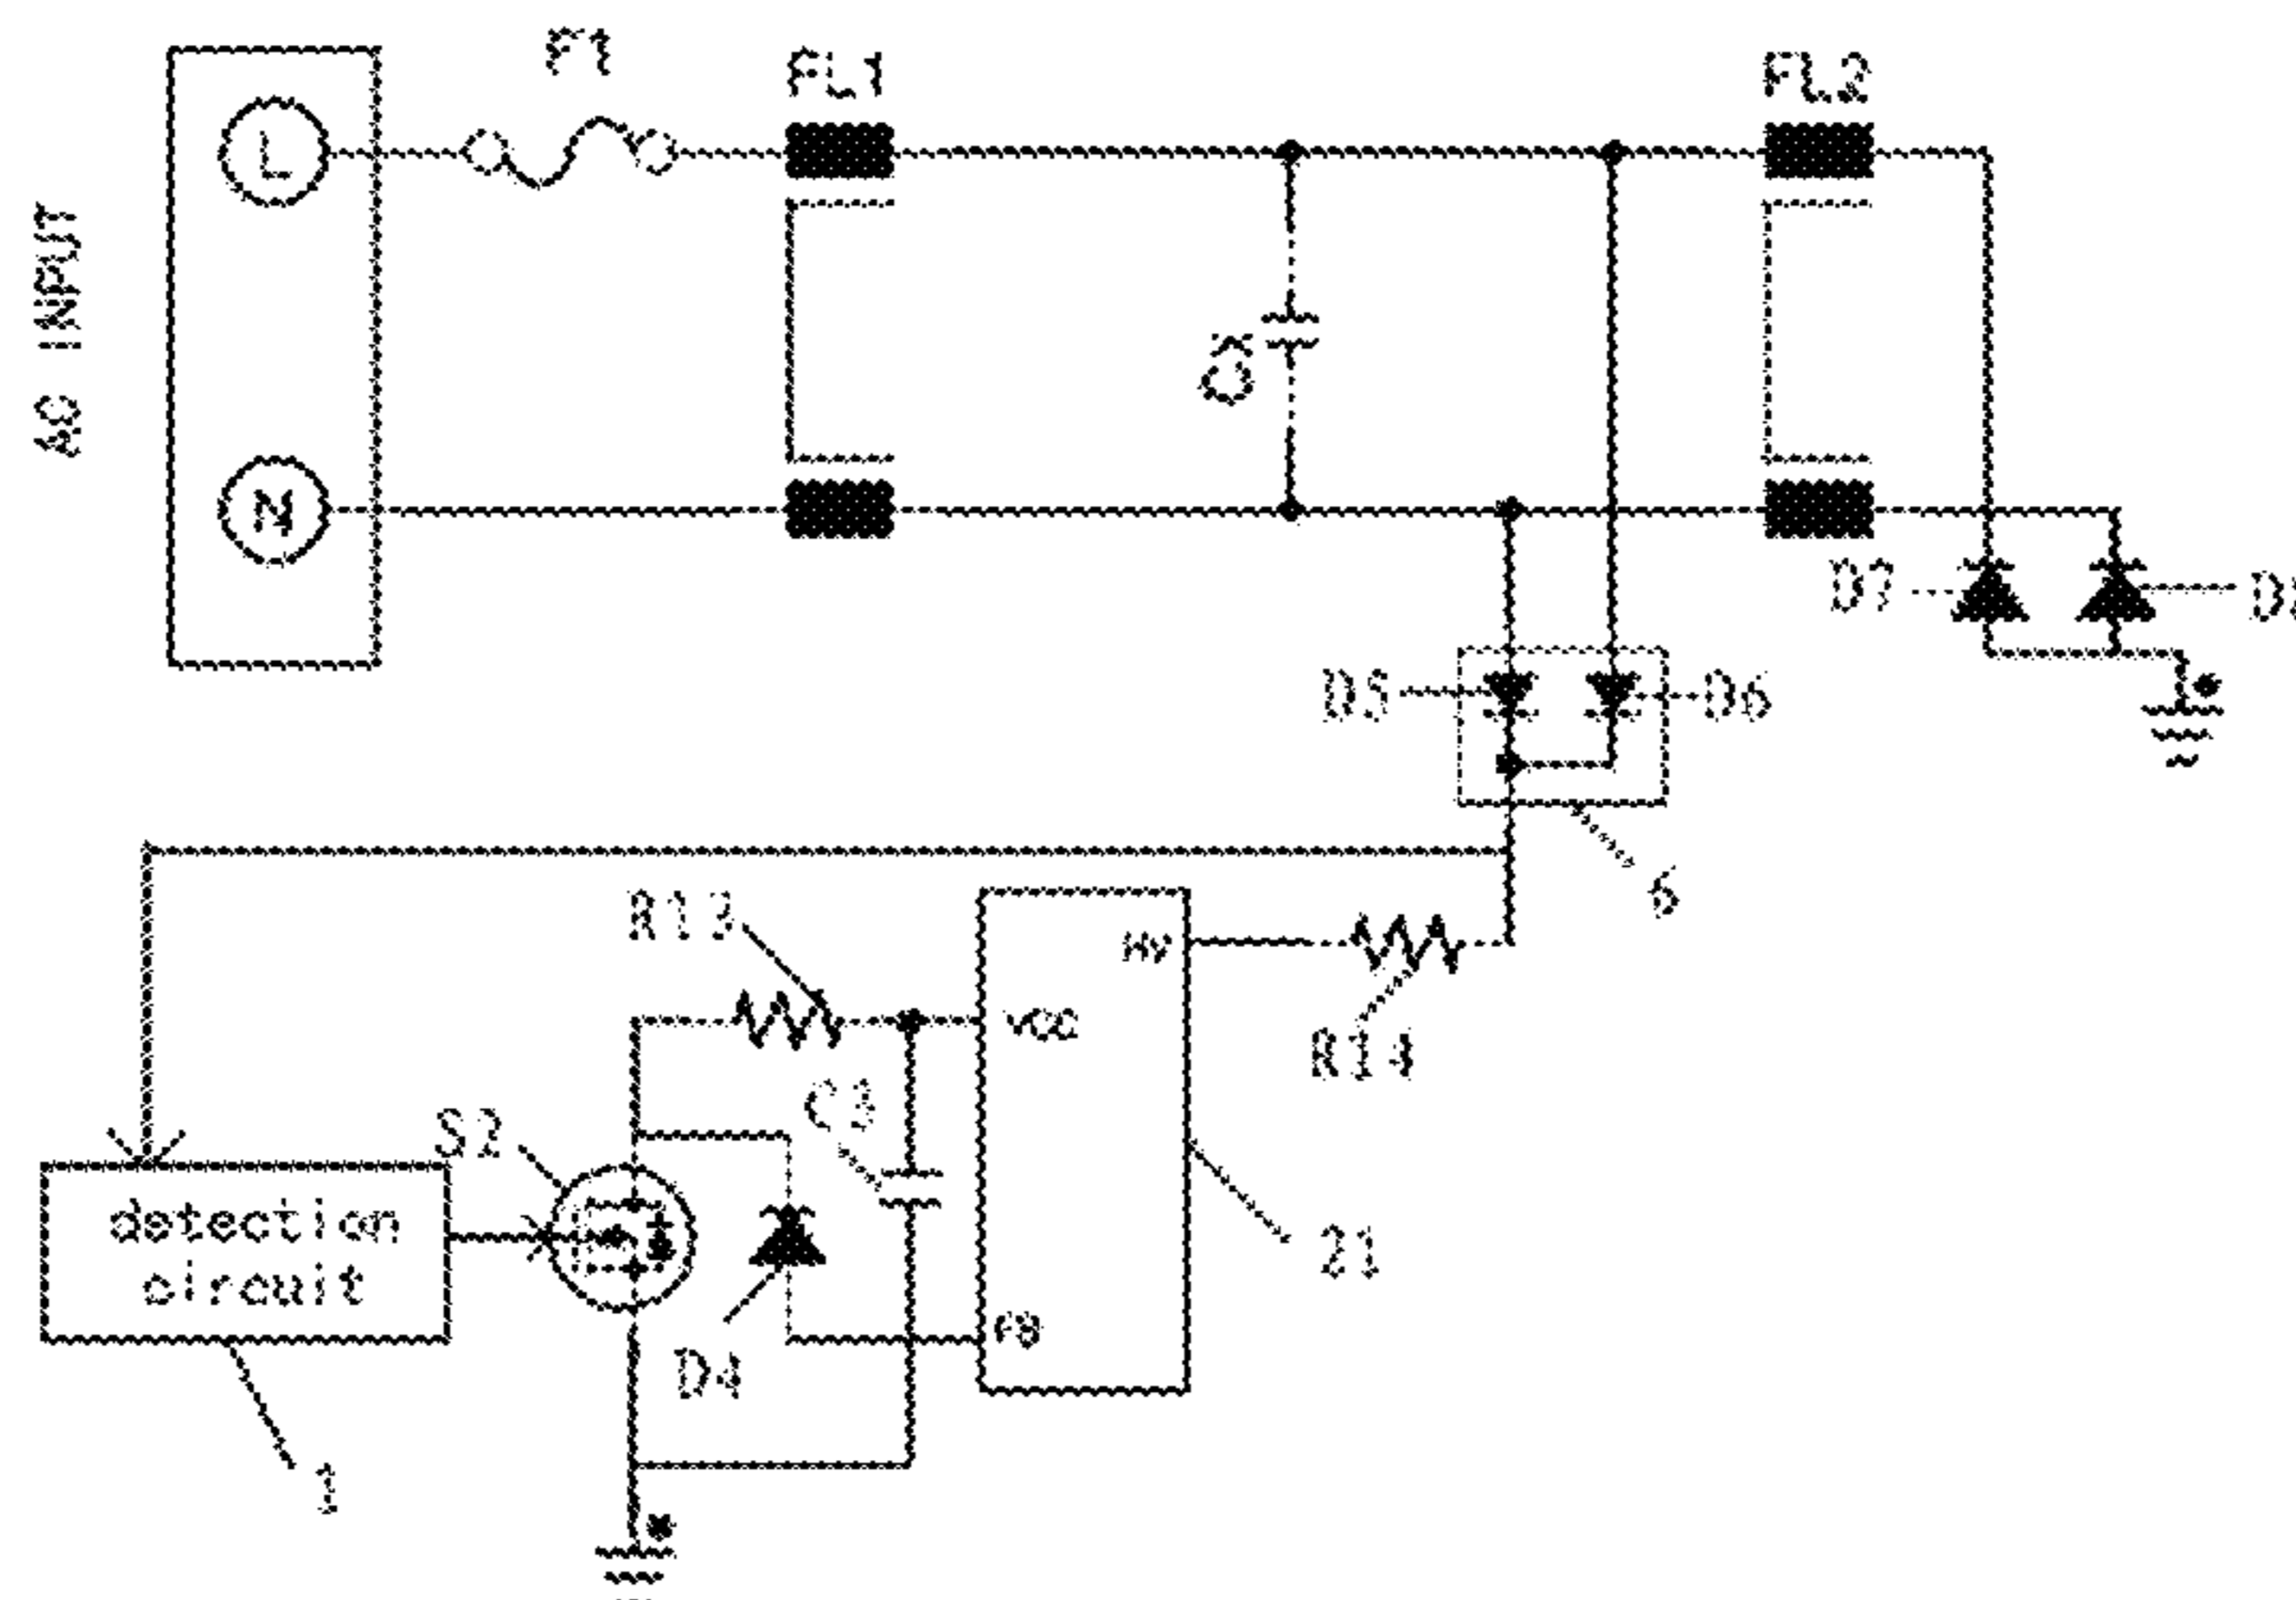 F1
FL1
FL2
AC INPUT
L
N
CX
D7
D5
D6
6
R13
HV
VCC
R14
C3
S2
detection
circuit
21
FB
D4
1